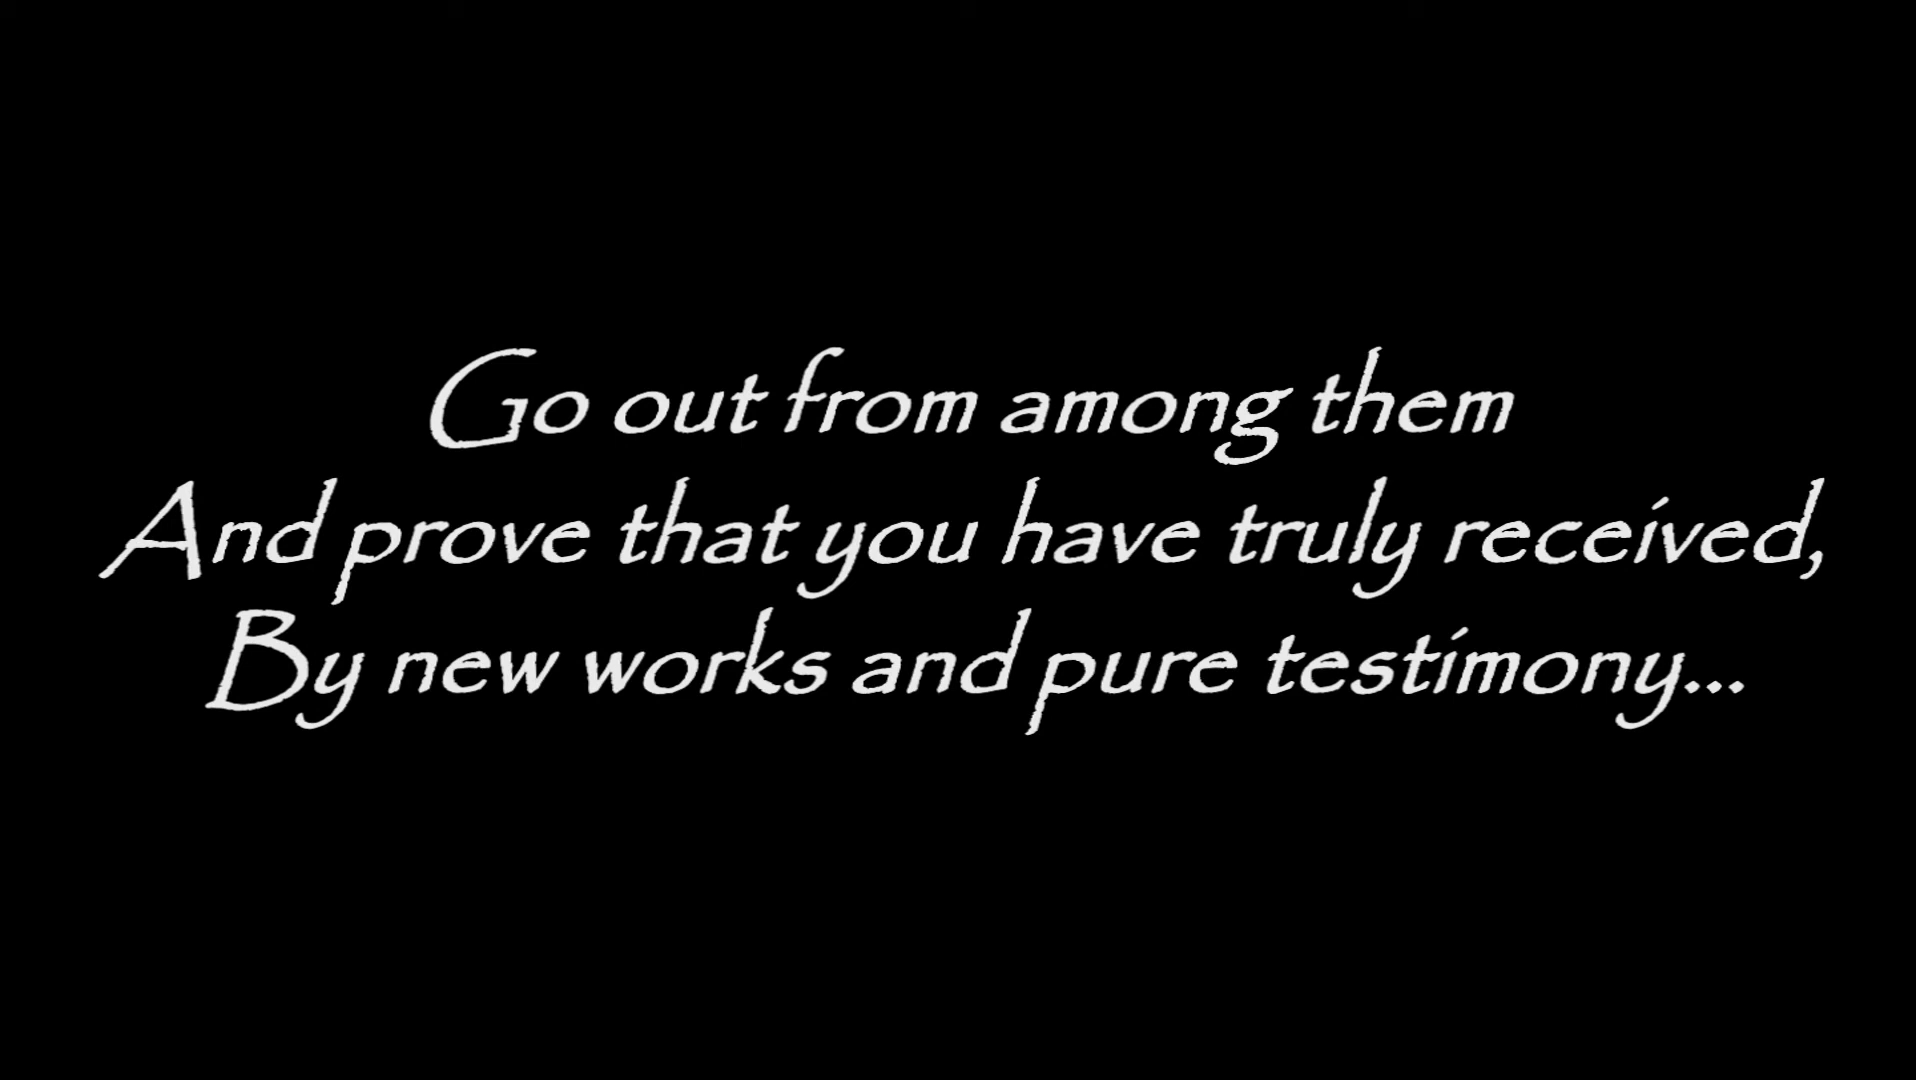 Go out from among them
And prove that you have truly received,
By new works and pure testimony...